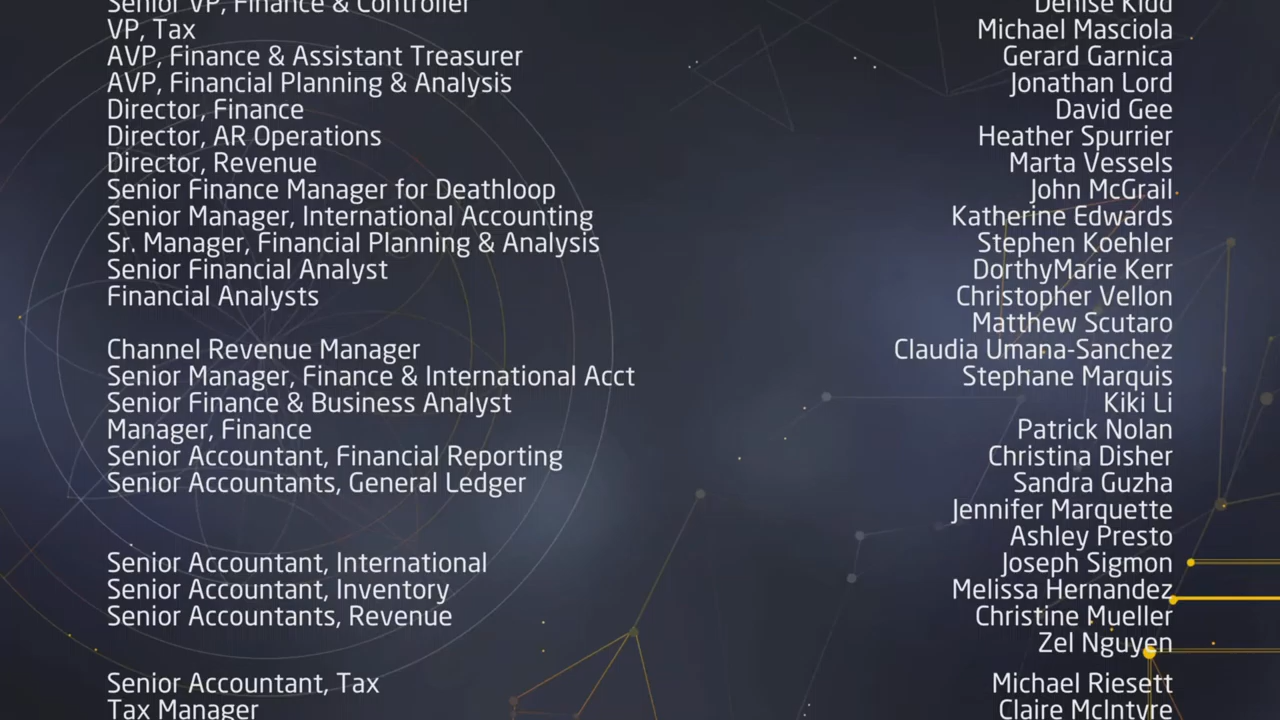 Senior VP, Finance & Controller Denise Kidd
VP, Tax Michael Masciola
AVP, Finance & Assistant Treasurer Gerard Garnica
AVP, Financial Planning & Analysis Jonathan Lord
Director, Finance David Gee
Director, AR Operations Heather Spurrier
Director, Revenue Marta Vessels
Senior Finance Manager for Deathloop John McGrail
Senior Manager, International Accounting Katherine Edwards
Sr. Manager, Financial Planning & Analysis Stephen Koehler
Senior Financial Analyst DorthyMarie Kerr
Financial Analysts Christopher Vellon
Matthew Scutaro
Channel Revenue Manager Claudia Umana-Sanchez
Senior Manager, Finance & International Acct Stephane Marquis
Senior Finance & Business Analyst Kiki Li
Manager, Finance Patrick Nolan
Senior Accountant, Financial Reporting Christina Disher
Senior Accountants, General Ledger Sandra Guzha
Jennifer Marquette
Ashley Presto
Senior Accountant, International Joseph Sigmon
Senior Accountant, Inventory Melissa Hernandez
Senior Accountants, Revenue Christine Mueller
Zel Nguyen
Senior Accountant, Tax Michael Riesett
Tax Manager Claire McIntyre